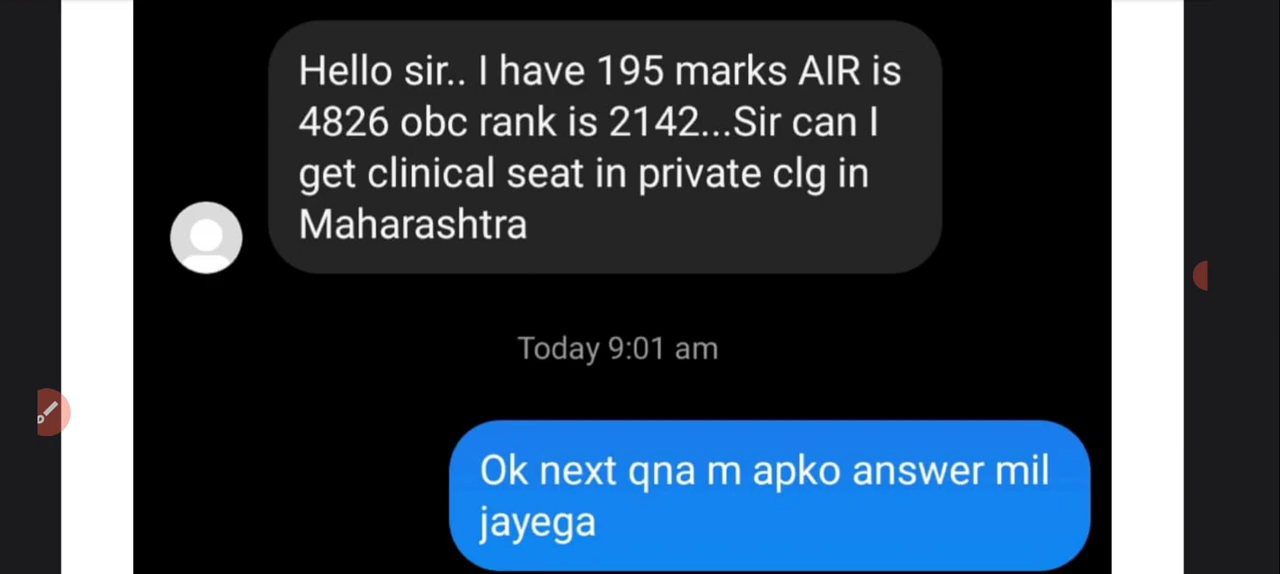 Hello sir.. I have 195 marks AIR is
4826 obc rank is 2142...Sir can I
get clinical seat in private clg in
Maharashtra
Today 9:01 am
Ok next qna m apko answer mil
jayega